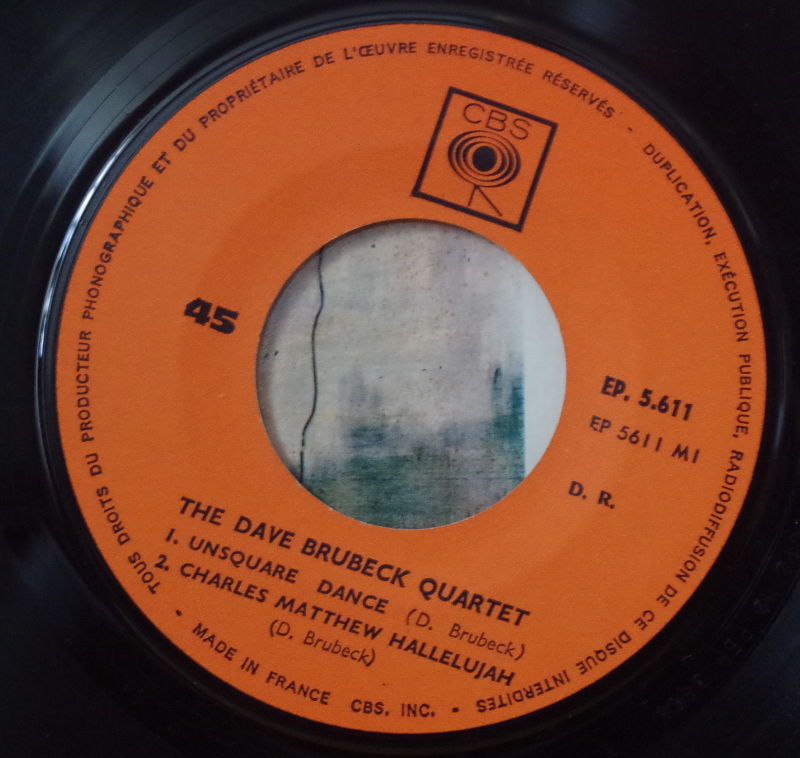 TOUS DROITS DU PRODUCTEUR PHONOGRAPHIQUE ET DU PROPRIÉTAIRE DE L'ŒUVRE ENREGISTRÉE RÉSERVÉS - DUPLICATION, EXÉCUTION PUBLIQUE, RADIODIFFUSION DE CE DISQUE INTERDITES -
CBS
45
EP. 5.611
EP 5611 M1
D. R.
THE DAVE BRUBECK QUARTET
1. UNSQUARE DANCE (D. Brubeck)
2. CHARLES MATTHEW HALLELUJAH
(D. Brubeck)
- MADE IN FRANCE CBS, INC. -